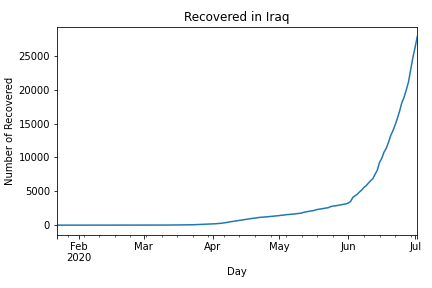 Recovered in Iraq
Number of Recovered
25000
20000
15000
10000
5000
0
Feb Mar Apr May Jun Jul
2020
Day